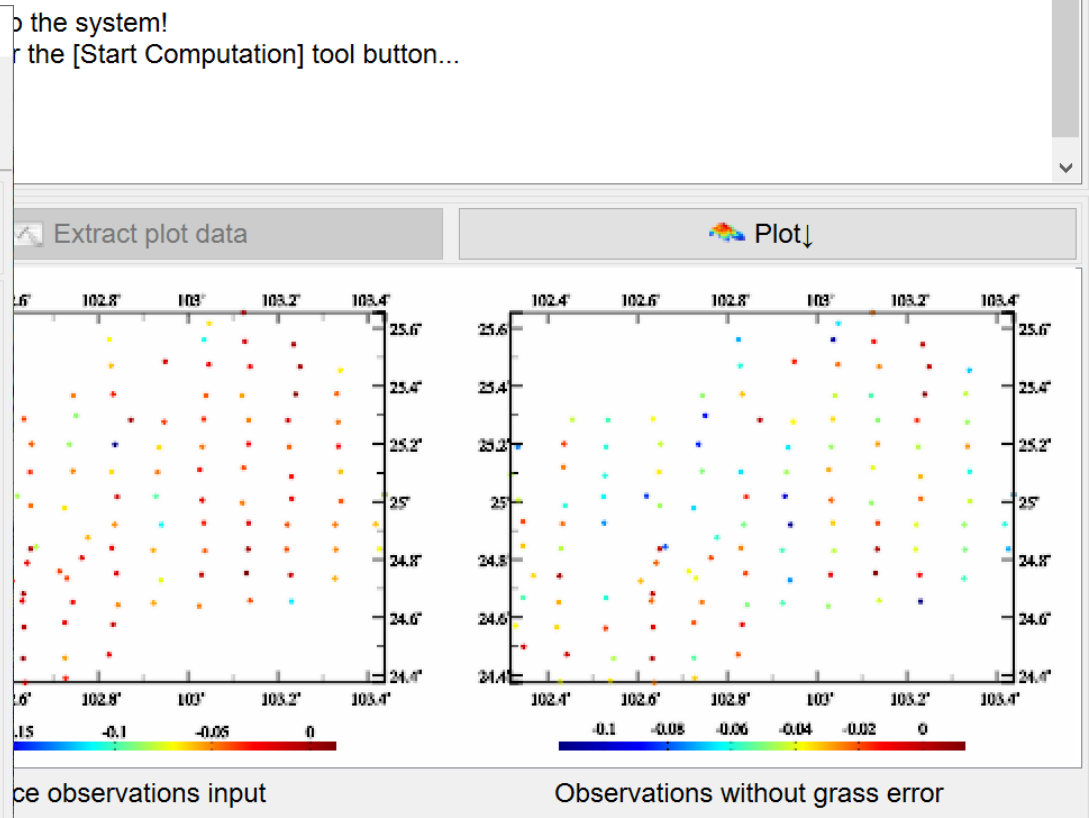 o the system!
r the [Start Computation] tool button...
Extract plot data
Plot↓
.6° 102.8° 103° 103.2° 103.4°
25.6°
25.4°
25.2°
25°
24.8°
24.6°
24.4°
.6° 102.8° 103° 103.2° 103.4°
.15 -0.1 -0.05 0
ce observations input
102.4° 102.6° 102.8° 103° 103.2° 103.4°
25.6° 25.6°
25.4° 25.4°
25.2° 25.2°
25° 25°
24.8° 24.8°
24.6° 24.6°
24.4° 24.4°
102.4° 102.6° 102.8° 103° 103.2° 103.4°
-0.1 -0.08 -0.06 -0.04 -0.02 0
Observations without grass error